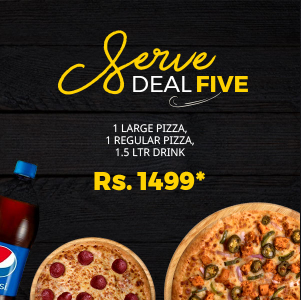 Serve
DEAL FIVE
1 LARGE PIZZA,
1 REGULAR PIZZA,
1.5 LTR DRINK
Rs. 1499*